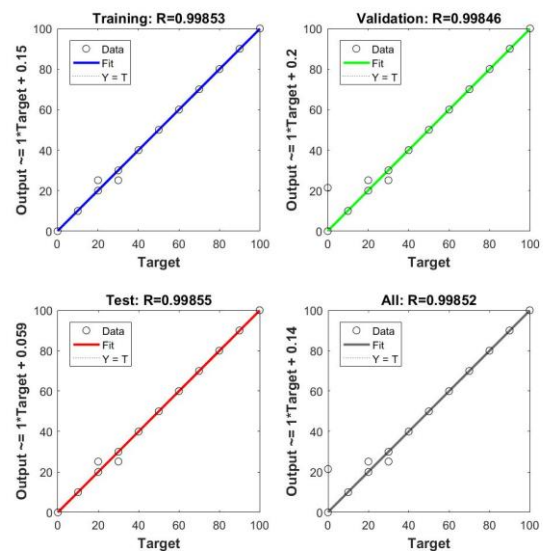 Training: R=0.99853
Output ~= 1*Target + 0.15
100
80
60
40
20
0
Data
Fit
Y = T
0 20 40 60 80 100
Target
Validation: R=0.99846
Output ~= 1*Target + 0.2
100
80
60
40
20
0
Data
Fit
Y = T
0 20 40 60 80 100
Target
Test: R=0.99855
Output ~= 1*Target + 0.059
100
80
60
40
20
0
Data
Fit
Y = T
0 20 40 60 80 100
Target
All: R=0.99852
Output ~= 1*Target + 0.14
100
80
60
40
20
0
Data
Fit
Y = T
0 20 40 60 80 100
Target